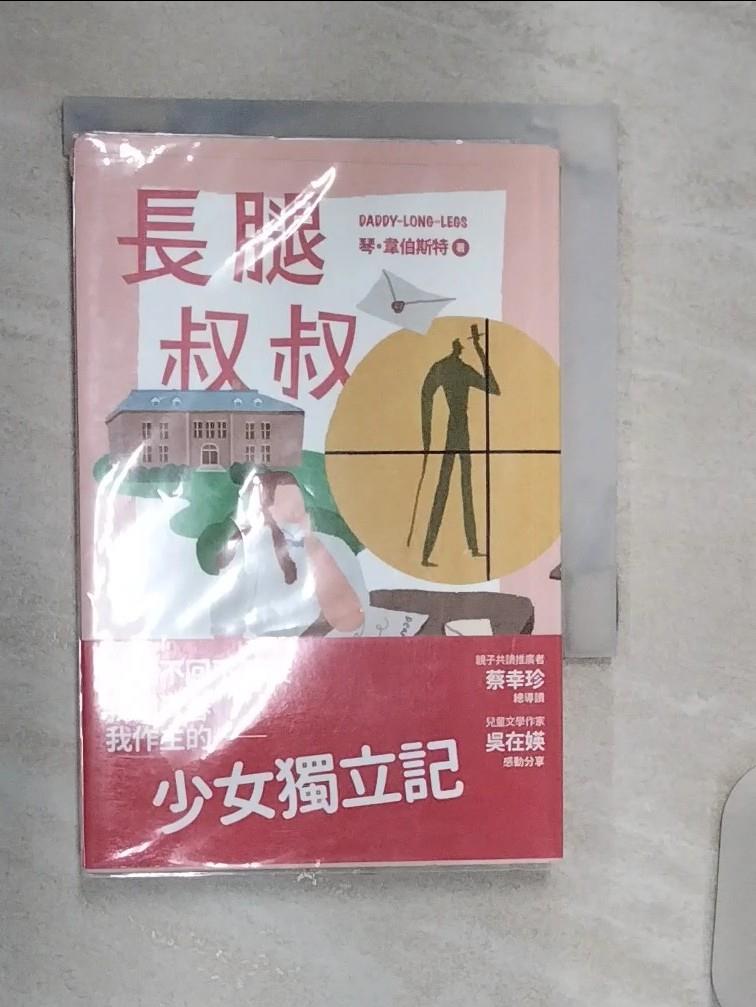 長腿
叔叔
DADDY-LONG-LEGS
琴・韋伯斯特 著
不回
我作主的
少女獨立記
親子共讀推廣者
蔡幸珍
總導讀
兒童文學作家
吳在媖
感動分享